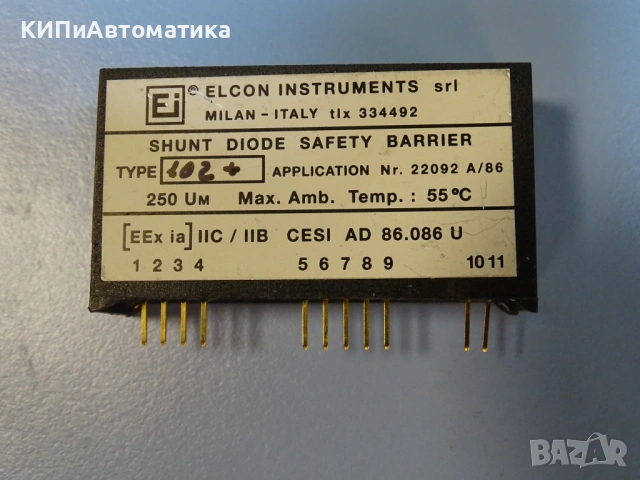 КИПиАвтоматика
Ei ® ELCON INSTRUMENTS srl
MILAN - ITALY tlx 334492
SHUNT DIODE SAFETY BARRIER
TYPE 102 + APPLICATION Nr. 22092 A/86
250 UM Max. Amb. Temp. : 55°C
[EEx ia] IIC / IIB CESI AD 86.086 U
1 2 3 4 5 6 7 8 9 10 11
BAZAR